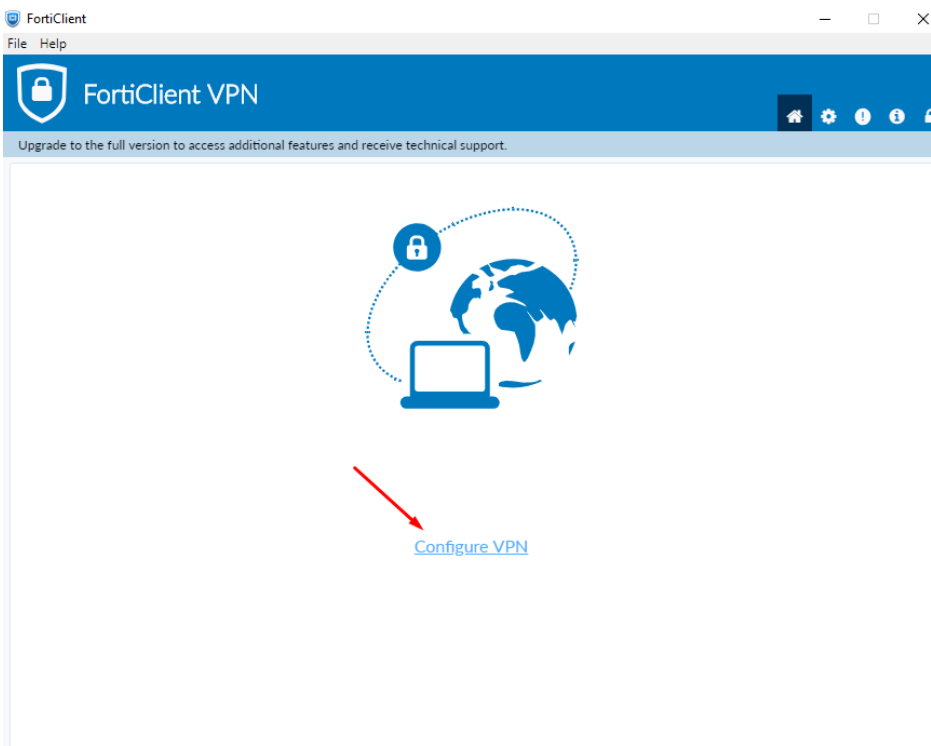 FortiClient
File Help
FortiClient VPN
Upgrade to the full version to access additional features and receive technical support.
Configure VPN